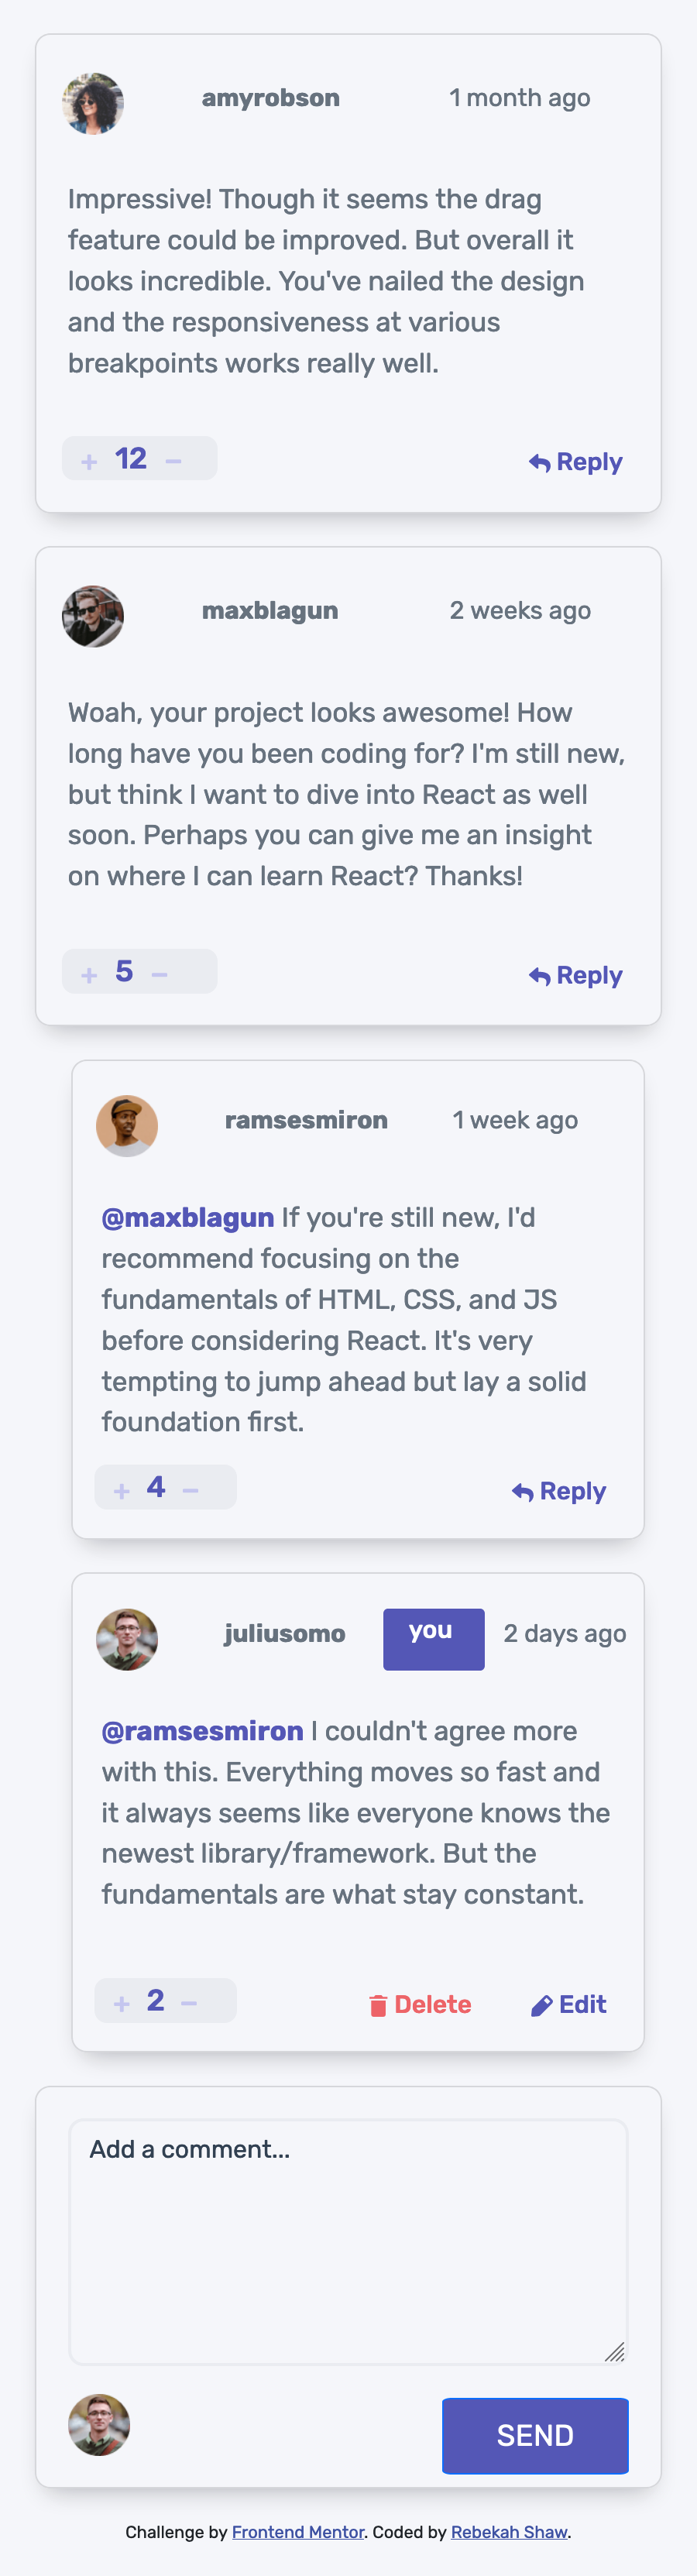 amyrobson 1 month ago
Impressive! Though it seems the drag
feature could be improved. But overall it
looks incredible. You've nailed the design
and the responsiveness at various
breakpoints works really well.
+ 12 − Reply
maxblagun 2 weeks ago
Woah, your project looks awesome! How
long have you been coding for? I'm still new,
but think I want to dive into React as well
soon. Perhaps you can give me an insight
on where I can learn React? Thanks!
+ 5 − Reply
ramsesmiron 1 week ago
@maxblagun If you're still new, I'd
recommend focusing on the
fundamentals of HTML, CSS, and JS
before considering React. It's very
tempting to jump ahead but lay a solid
foundation first.
+ 4 − Reply
juliusomo you 2 days ago
@ramsesmiron I couldn't agree more
with this. Everything moves so fast and
it always seems like everyone knows the
newest library/framework. But the
fundamentals are what stay constant.
+ 2 − Delete Edit
Add a comment...
SEND
Challenge by Frontend Mentor. Coded by Rebekah Shaw.